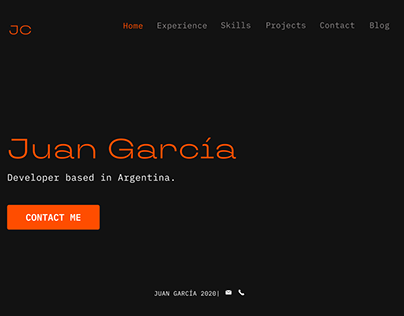 JC Home Experience Skills Projects Contact Blog
Juan García
Developer based in Argentina.
CONTACT ME
JUAN GARCÍA 2020|